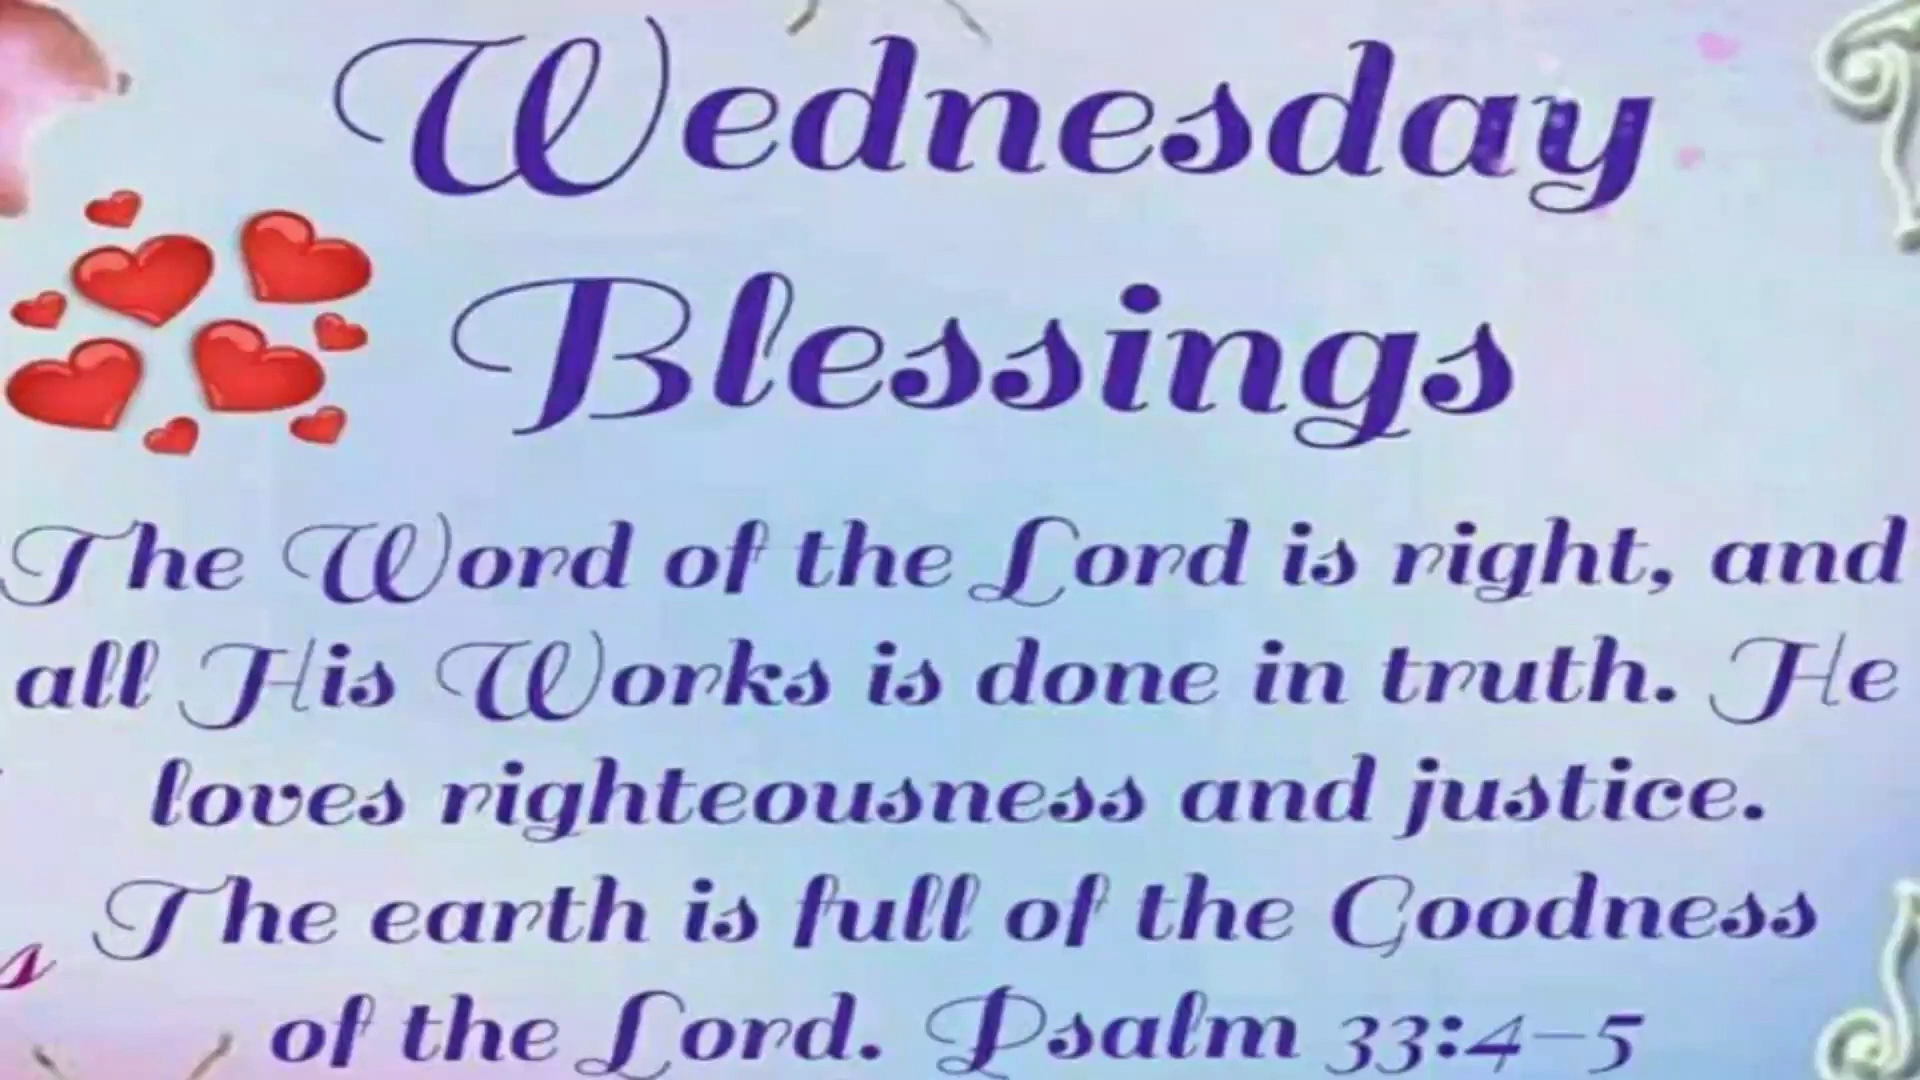 Wednesday
Blessings
The Word of the Lord is right, and
all His Works is done in truth. He
loves righteousness and justice.
The earth is full of the Goodness
of the Lord. Psalm 33:4-5